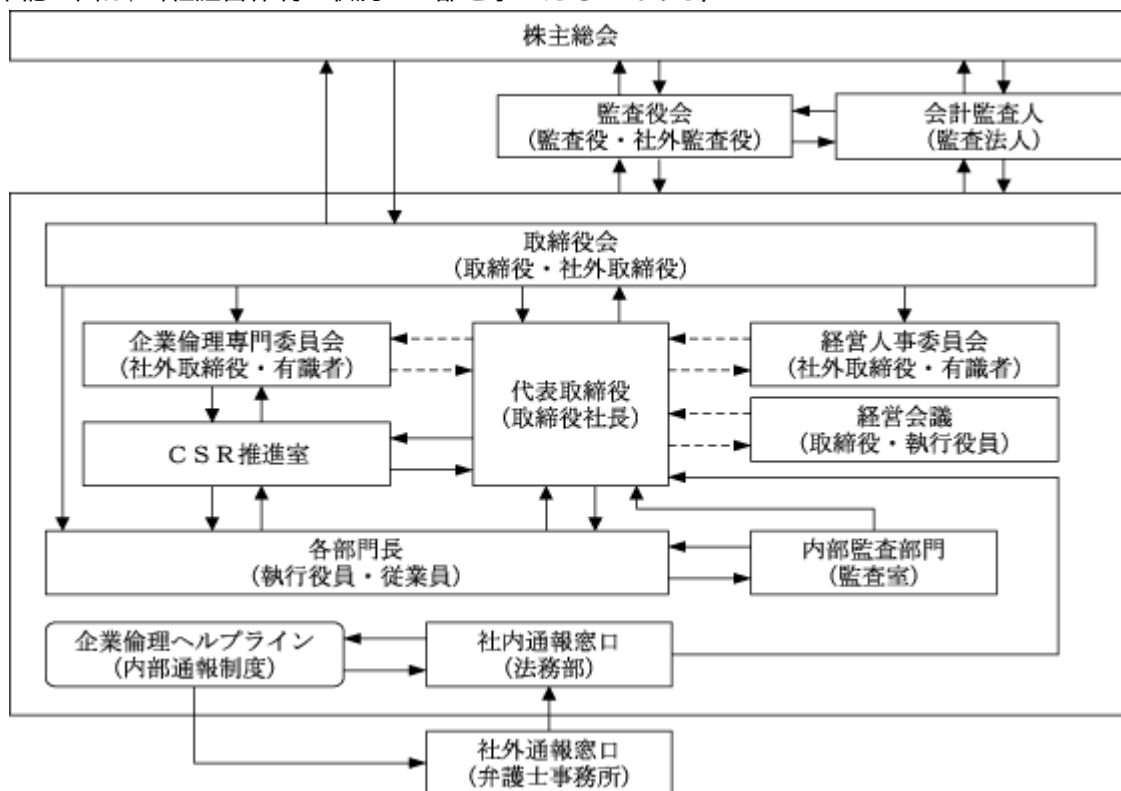 株主総会
監査役会
(監査役・社外監査役)
会計監査人
(監査法人)
取締役会
(取締役・社外取締役)
企業倫理専門委員会
(社外取締役・有識者)
代表取締役
(取締役社長)
経営人事委員会
(社外取締役・有識者)
経営会議
(取締役・執行役員)
CSR推進室
各部門長
(執行役員・従業員)
内部監査部門
(監査室)
企業倫理ヘルプライン
(内部通報制度)
社内通報窓口
(法務部)
社外通報窓口
(弁護士事務所)